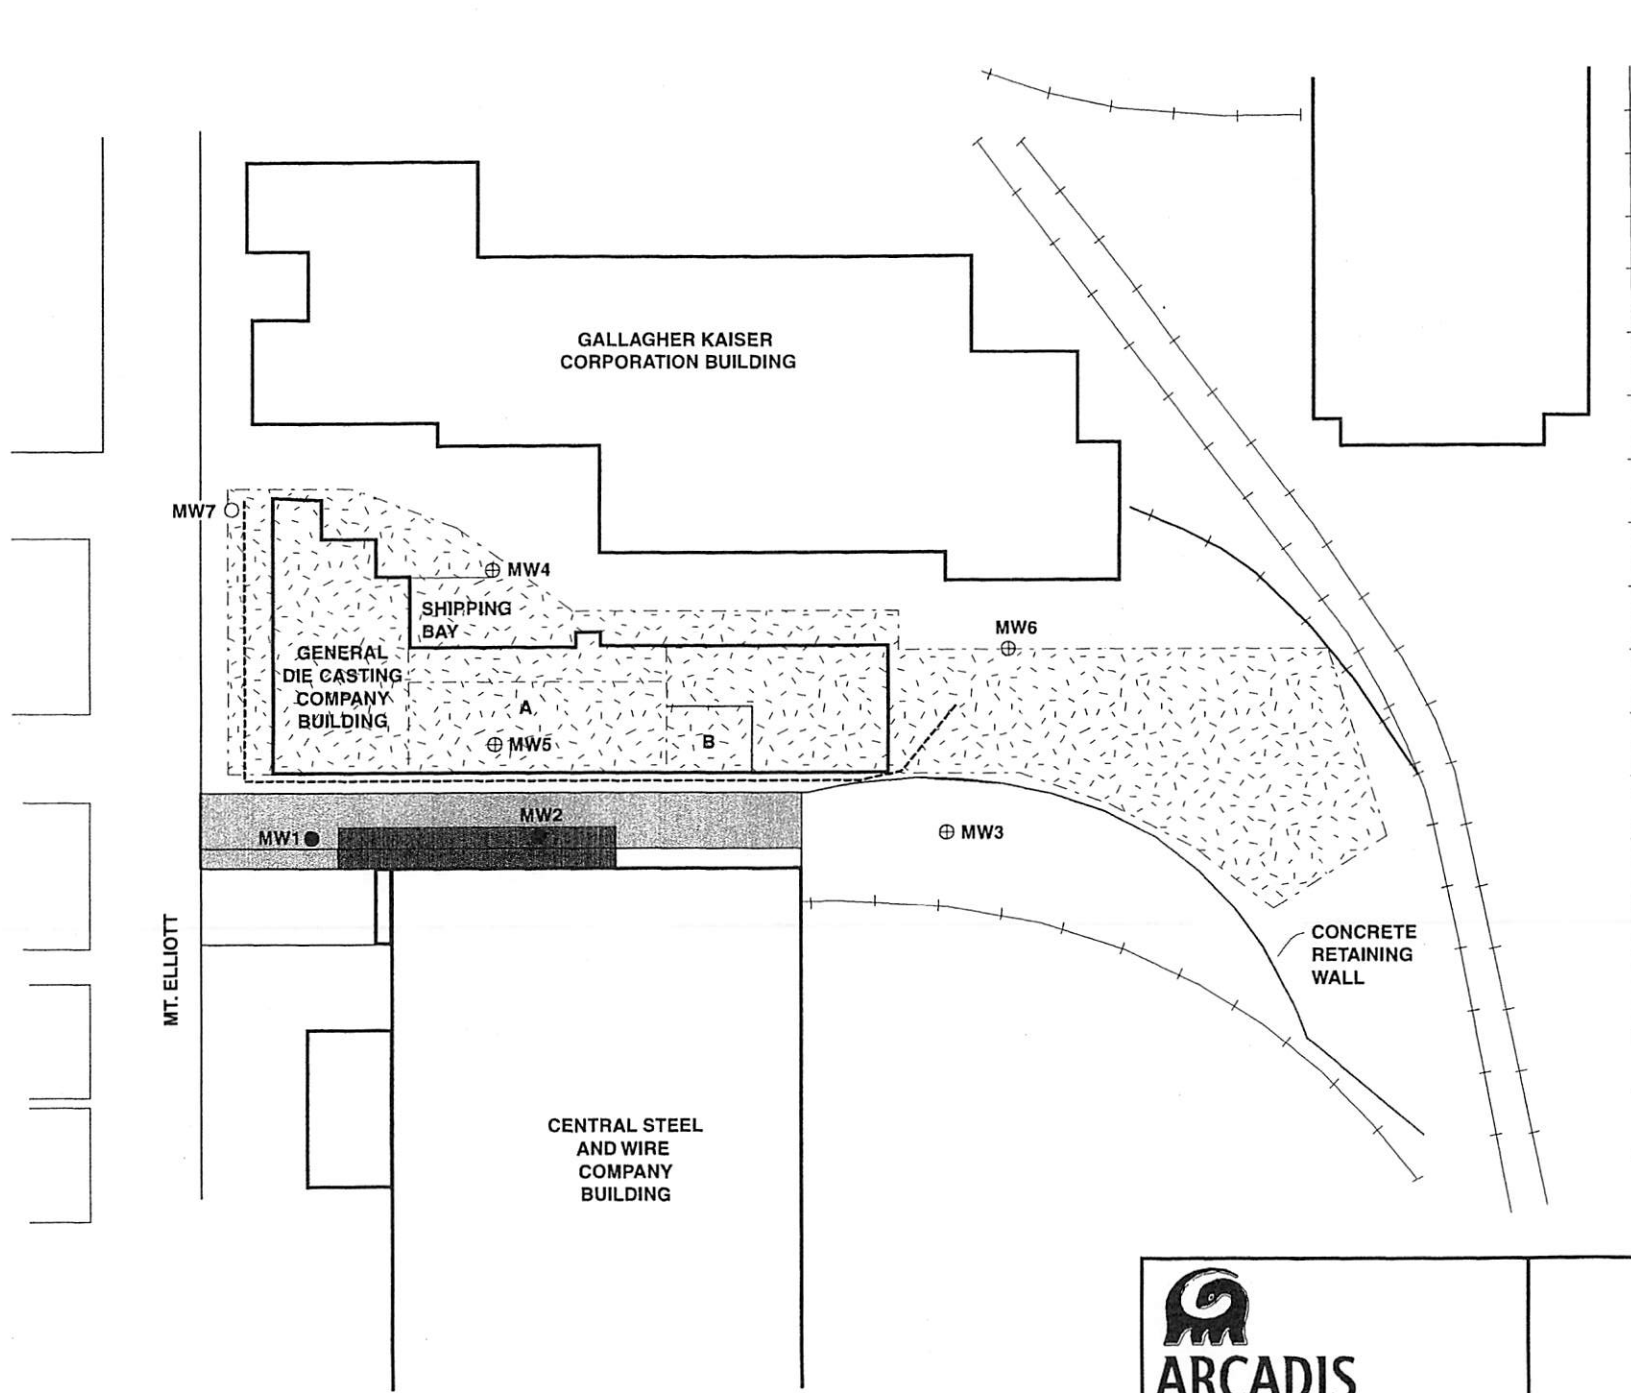 GALLAGHER KAISER
CORPORATION BUILDING
MW7
MW4
SHIPPING
BAY
MW6
GENERAL
DIE CASTING
COMPANY
BUILDING
A
MW5
B
MW2
MW1
MW3
MT. ELLIOTT
CONCRETE
RETAINING
WALL
CENTRAL STEEL
AND WIRE
COMPANY
BUILDING
ARCADIS